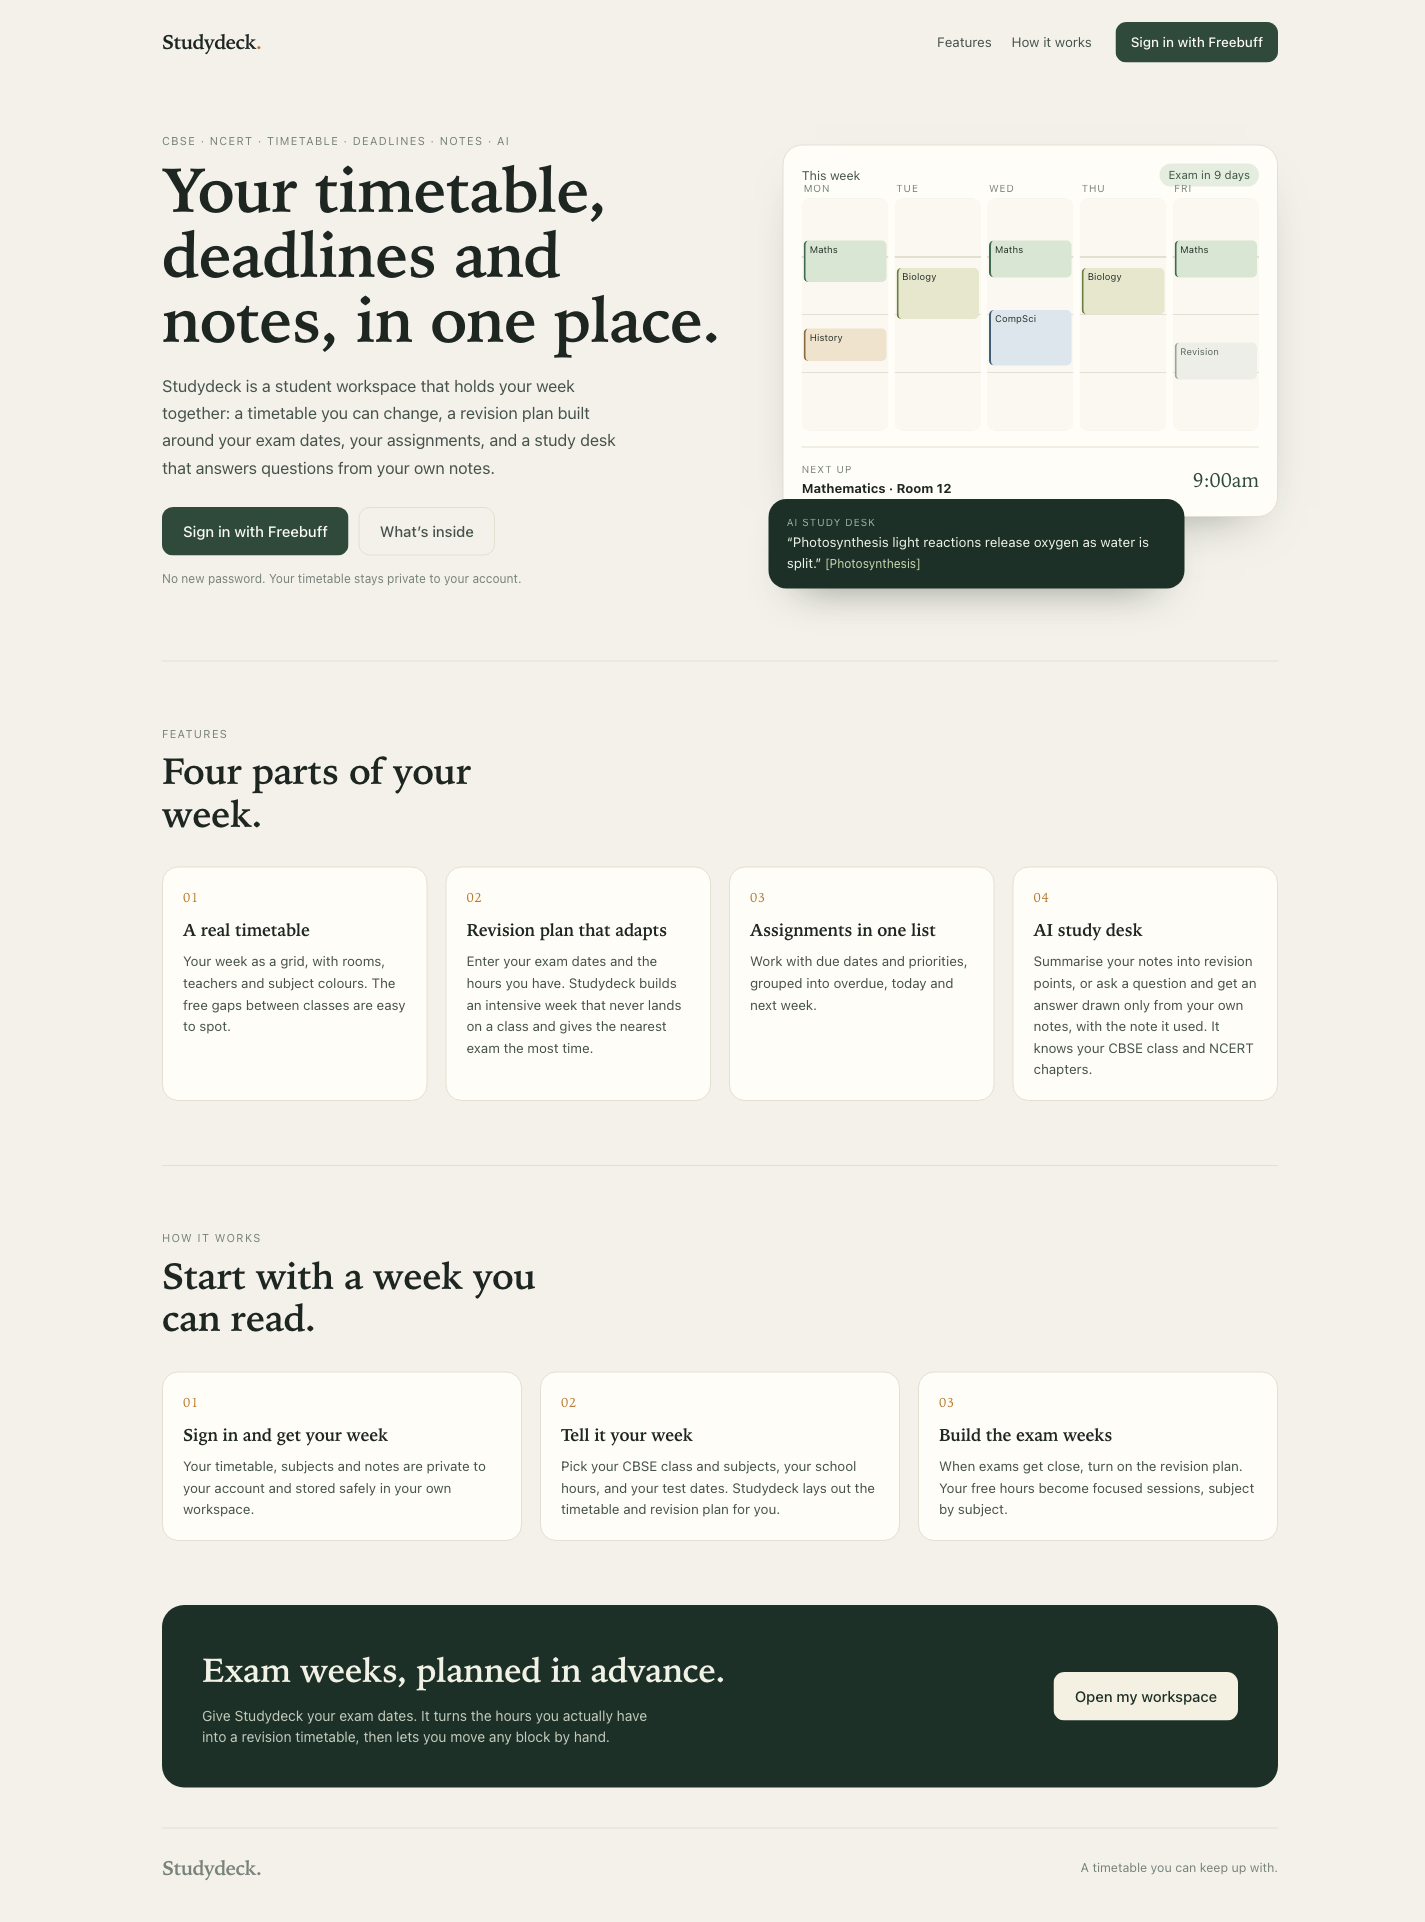 Studydeck.
Features
How it works
Sign in with Freebuff
CBSE · NCERT · TIMETABLE · DEADLINES · NOTES · AI
Your timetable,
deadlines and
notes, in one place.
Studydeck is a student workspace that holds your week
together: a timetable you can change, a revision plan built
around your exam dates, your assignments, and a study desk
that answers questions from your own notes.
Sign in with Freebuff
What's inside
No new password. Your timetable stays private to your account.
This week
Exam in 9 days
MON
TUE
WED
THU
FRI
Maths
Maths
Maths
Biology
Biology
CompSci
History
Revision
NEXT UP
Mathematics · Room 12
9:00am
AI STUDY DESK
“Photosynthesis light reactions release oxygen as water is
split.” [Photosynthesis]
FEATURES
Four parts of your
week.
01
A real timetable
Your week as a grid, with rooms,
teachers and subject colours. The
free gaps between classes are easy
to spot.
02
Revision plan that adapts
Enter your exam dates and the
hours you have. Studydeck builds
an intensive week that never lands
on a class and gives the nearest
exam the most time.
03
Assignments in one list
Work with due dates and priorities,
grouped into overdue, today and
next week.
04
AI study desk
Summarise your notes into revision
points, or ask a question and get an
answer drawn only from your own
notes, with the note it used. It
knows your CBSE class and NCERT
chapters.
HOW IT WORKS
Start with a week you
can read.
01
Sign in and get your week
Your timetable, subjects and notes are private to
your account and stored safely in your own
workspace.
02
Tell it your week
Pick your CBSE class and subjects, your school
hours, and your test dates. Studydeck lays out the
timetable and revision plan for you.
03
Build the exam weeks
When exams get close, turn on the revision plan.
Your free hours become focused sessions, subject
by subject.
Exam weeks, planned in advance.
Give Studydeck your exam dates. It turns the hours you actually have
into a revision timetable, then lets you move any block by hand.
Open my workspace
Studydeck.
A timetable you can keep up with.